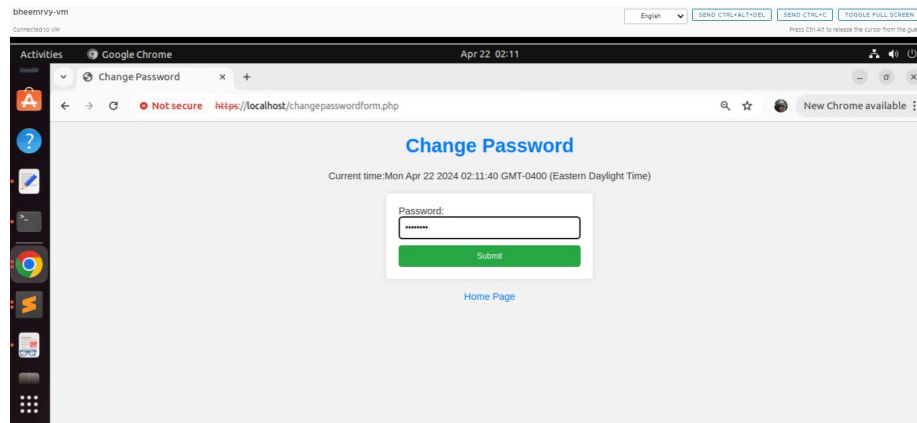 bheemrvy-vm
English
SEND CTRL+ALT+DEL
SEND CTRL+C
TOGGLE FULL SCREEN
Connected to VM
Press Ctrl-Alt to release the cursor from the gue
Activities
Google Chrome
Apr 22 02:11
Change Password
Not secure https://localhost/changepasswordform.php
New Chrome available
Change Password
Current time:Mon Apr 22 2024 02:11:40 GMT-0400 (Eastern Daylight Time)
Password:
••••••••
Submit
Home Page